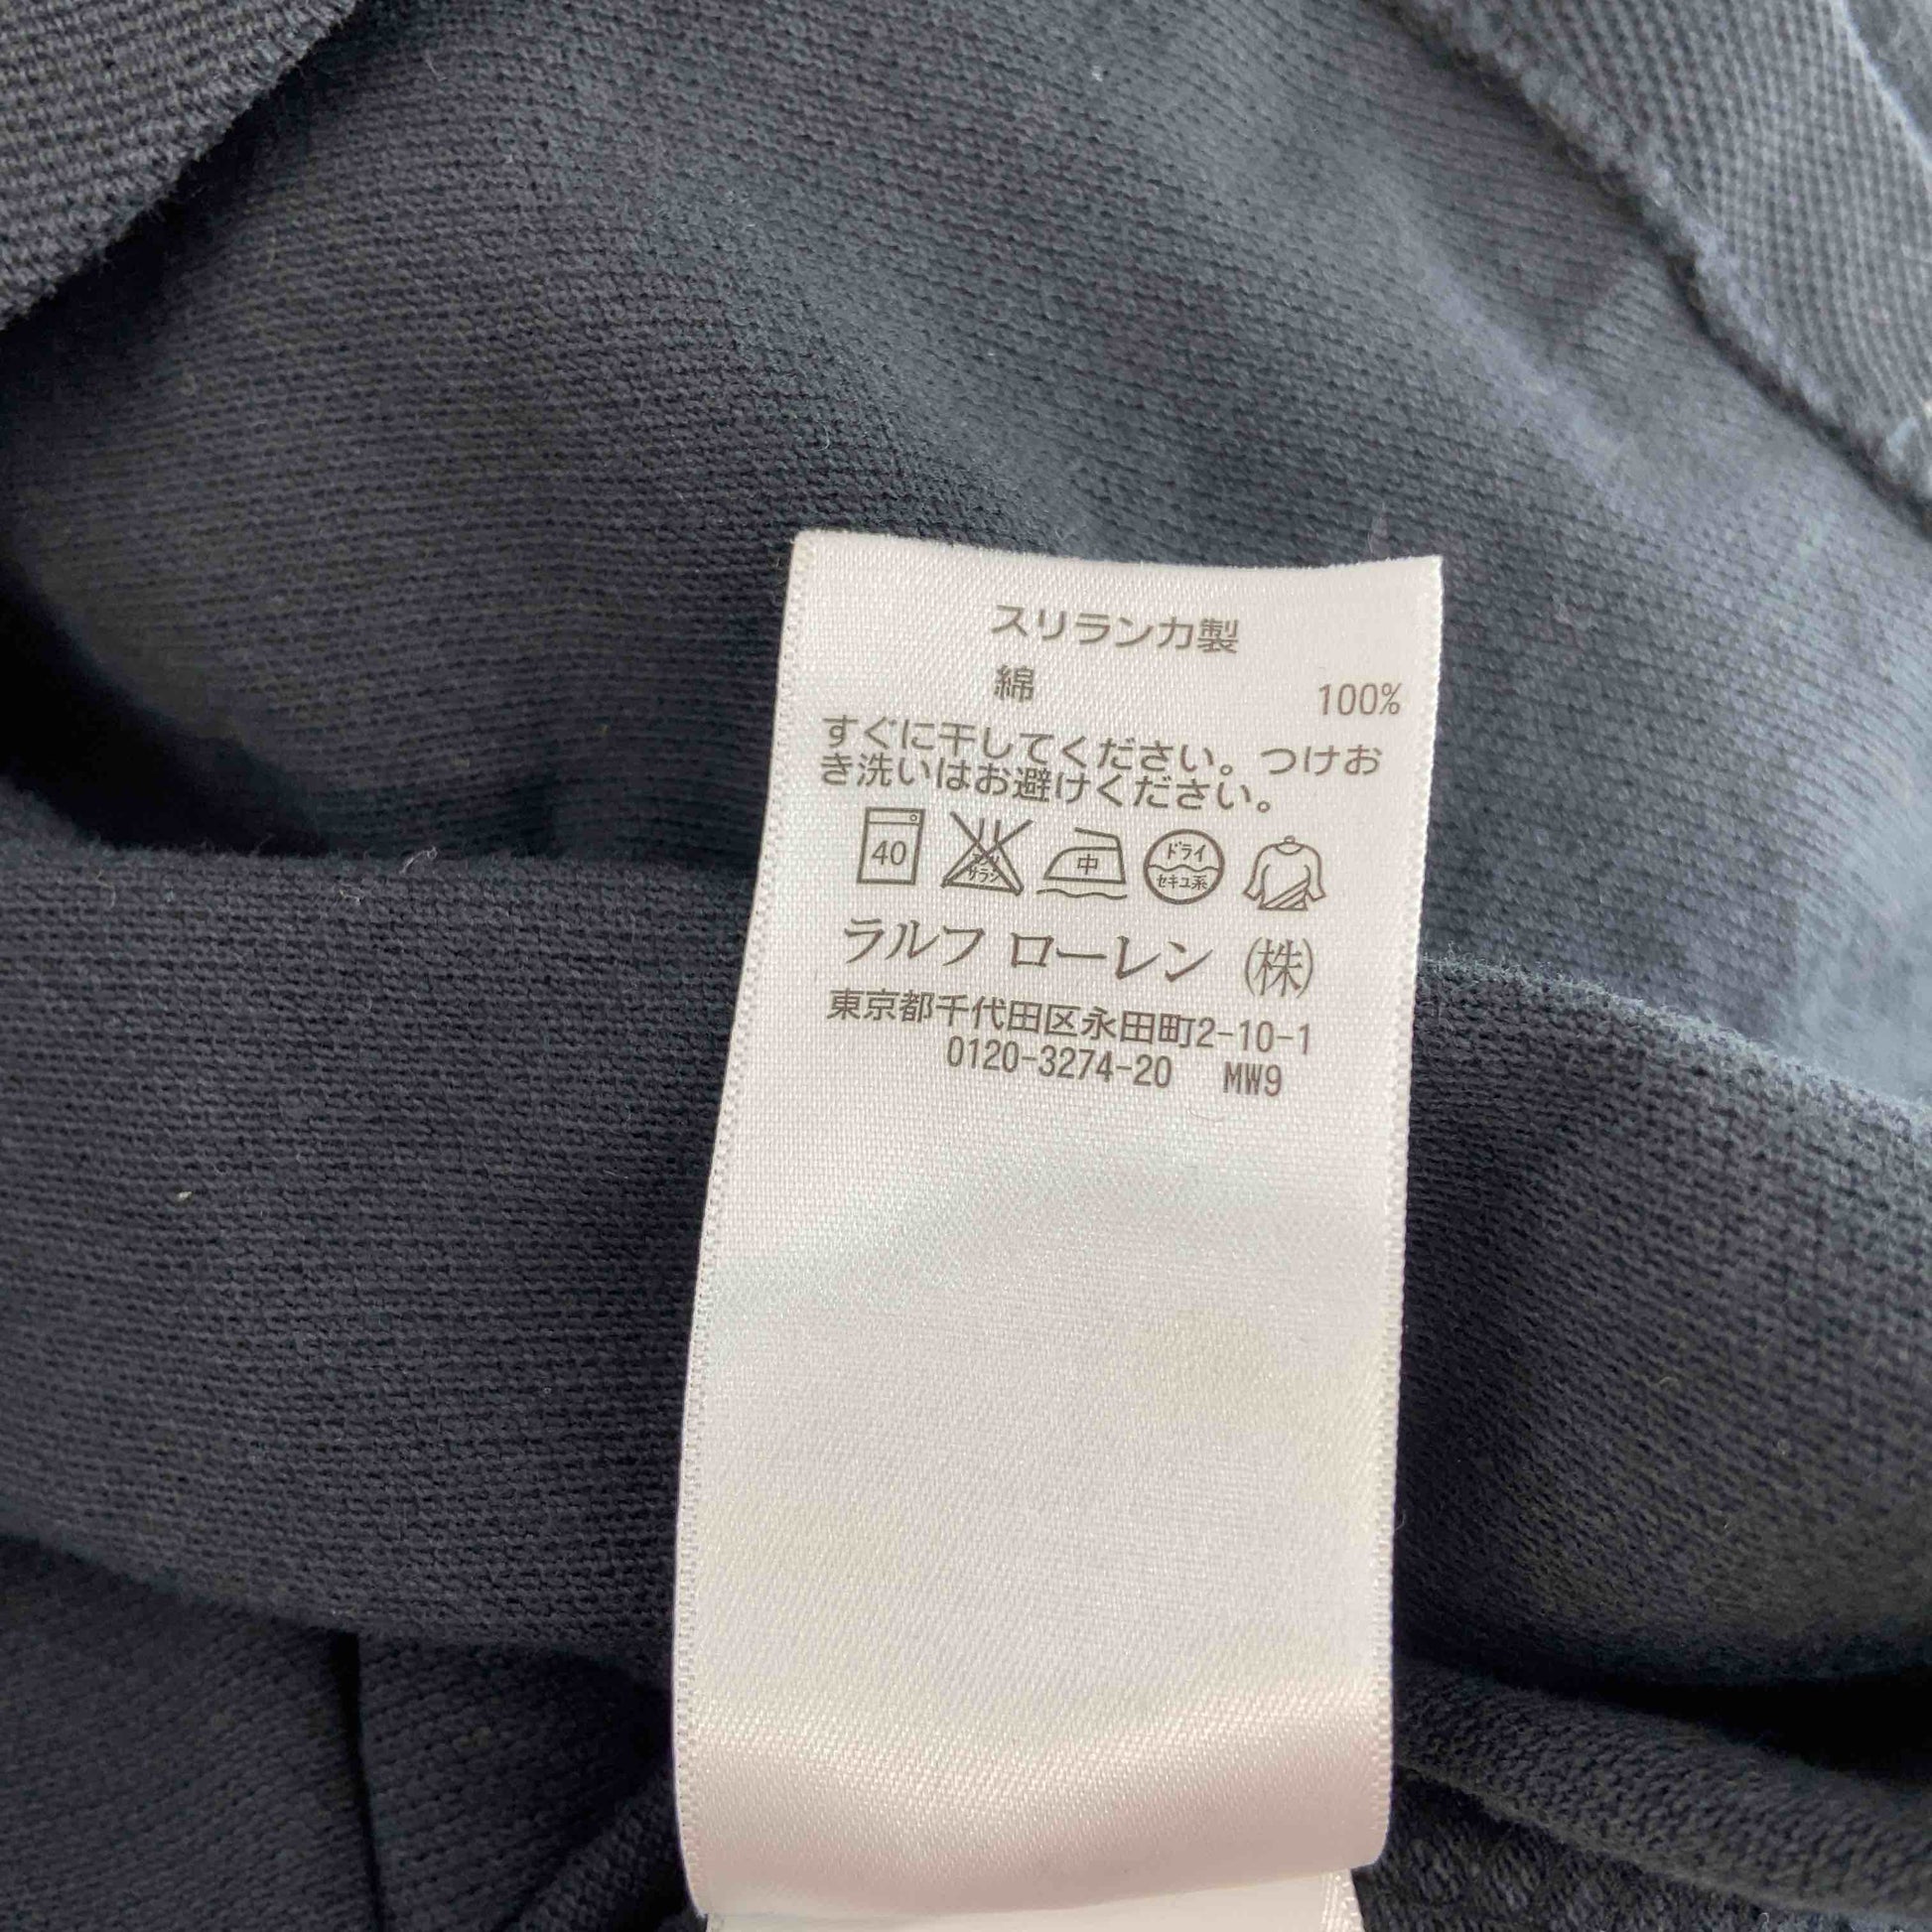 スリランカ製
綿 100%
すぐに干してください。つけお
き洗いはお避けください。
40 中 ドライ
サラシ セキユ系
ラルフ ローレン (株)
東京都千代田区永田町2-10-1
0120-3274-20 MW9